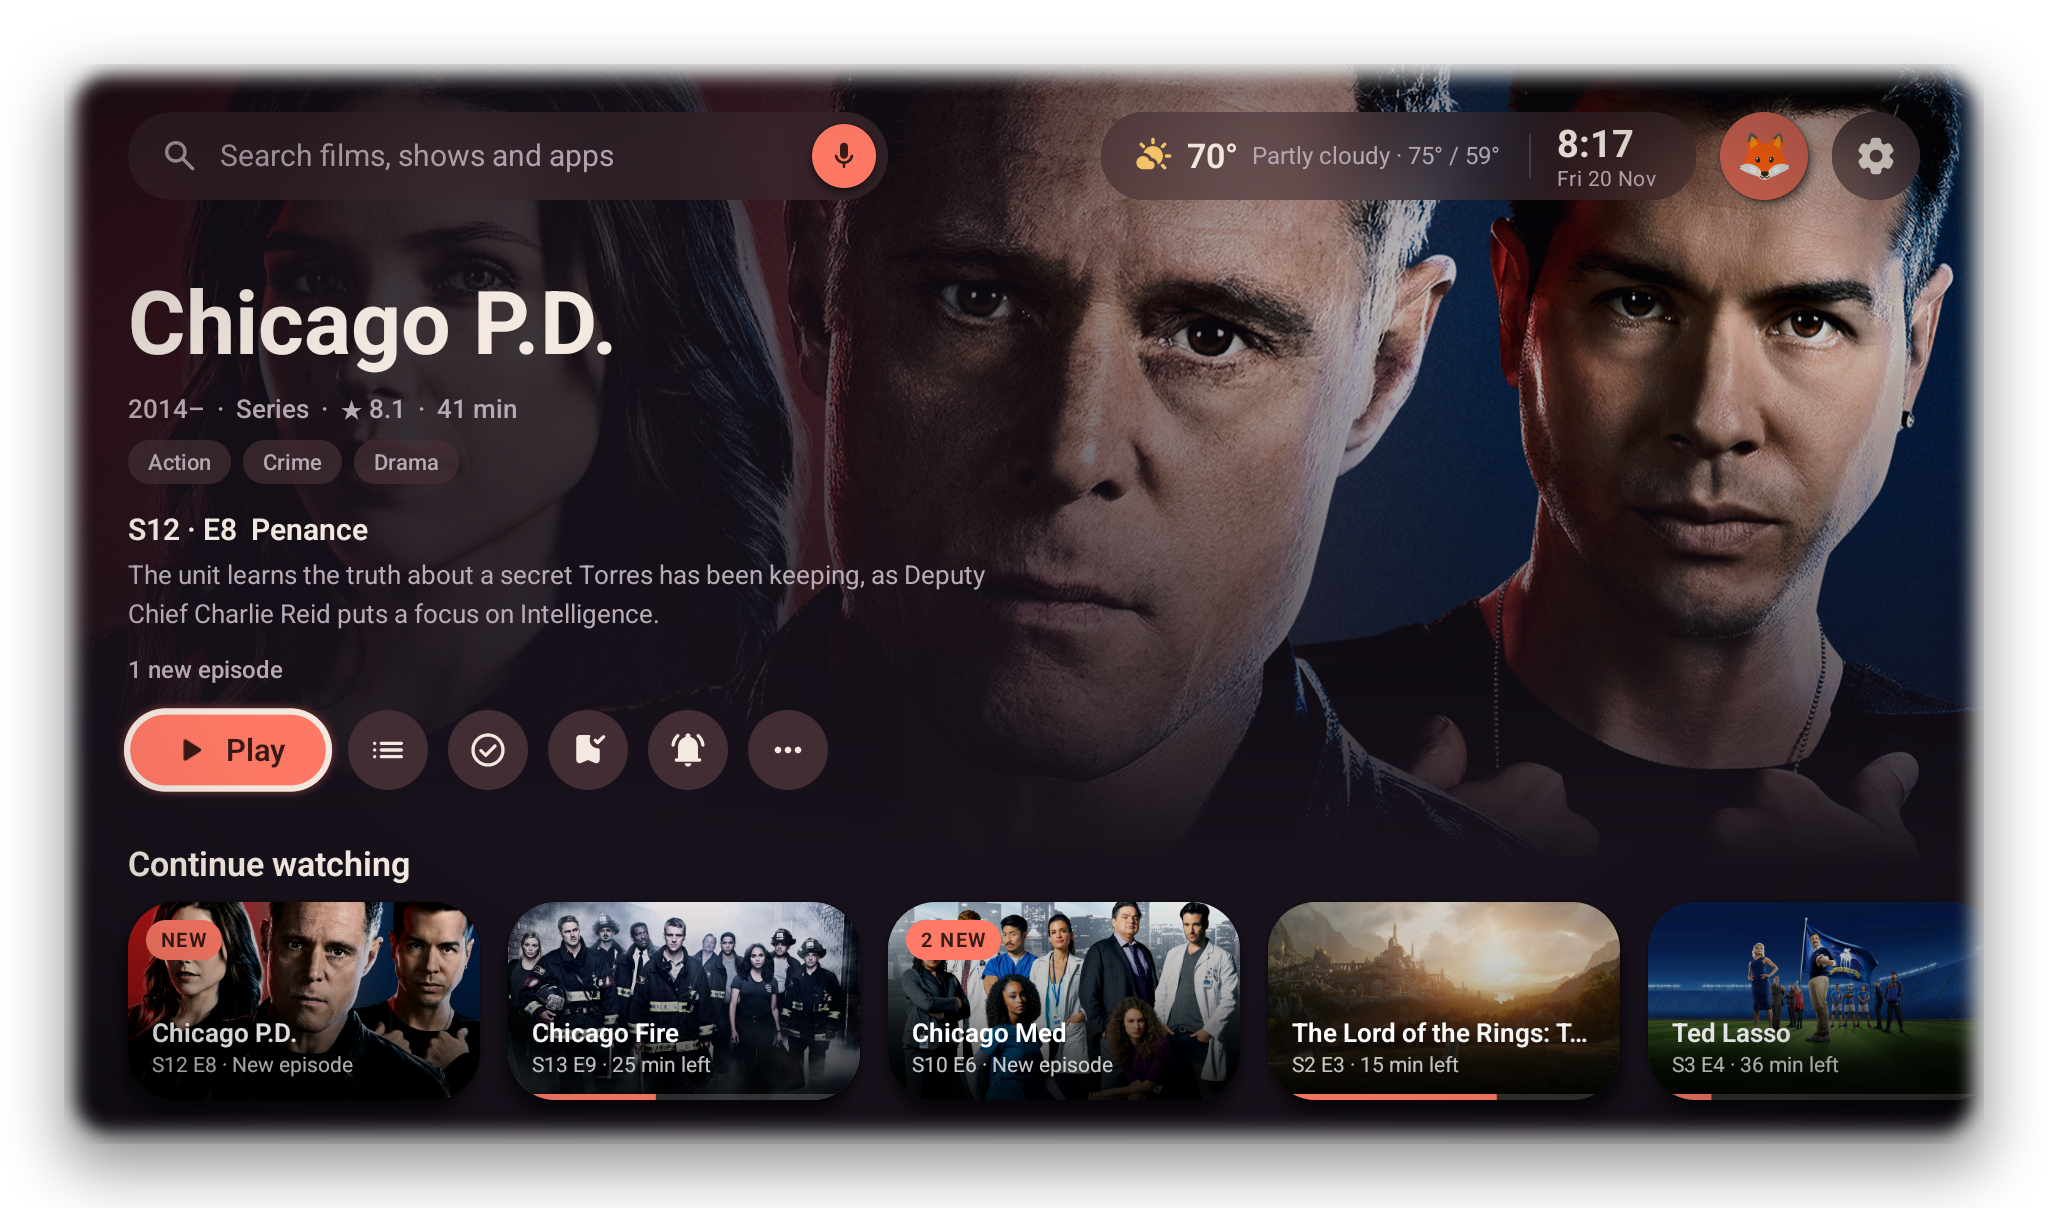 Search films, shows and apps
70° Partly cloudy · 75° / 59°
8:17
Fri 20 Nov
Chicago P.D.
2014– · Series · ★ 8.1 · 41 min
Action Crime Drama
S12 · E8 Penance
The unit learns the truth about a secret Torres has been keeping, as Deputy
Chief Charlie Reid puts a focus on Intelligence.
1 new episode
Play
Continue watching
NEW
Chicago P.D.
S12 E8 · New episode
Chicago Fire
S13 E9 · 25 min left
2 NEW
Chicago Med
S10 E6 · New episode
The Lord of the Rings: T...
S2 E3 · 15 min left
Ted Lasso
S3 E4 · 36 min left